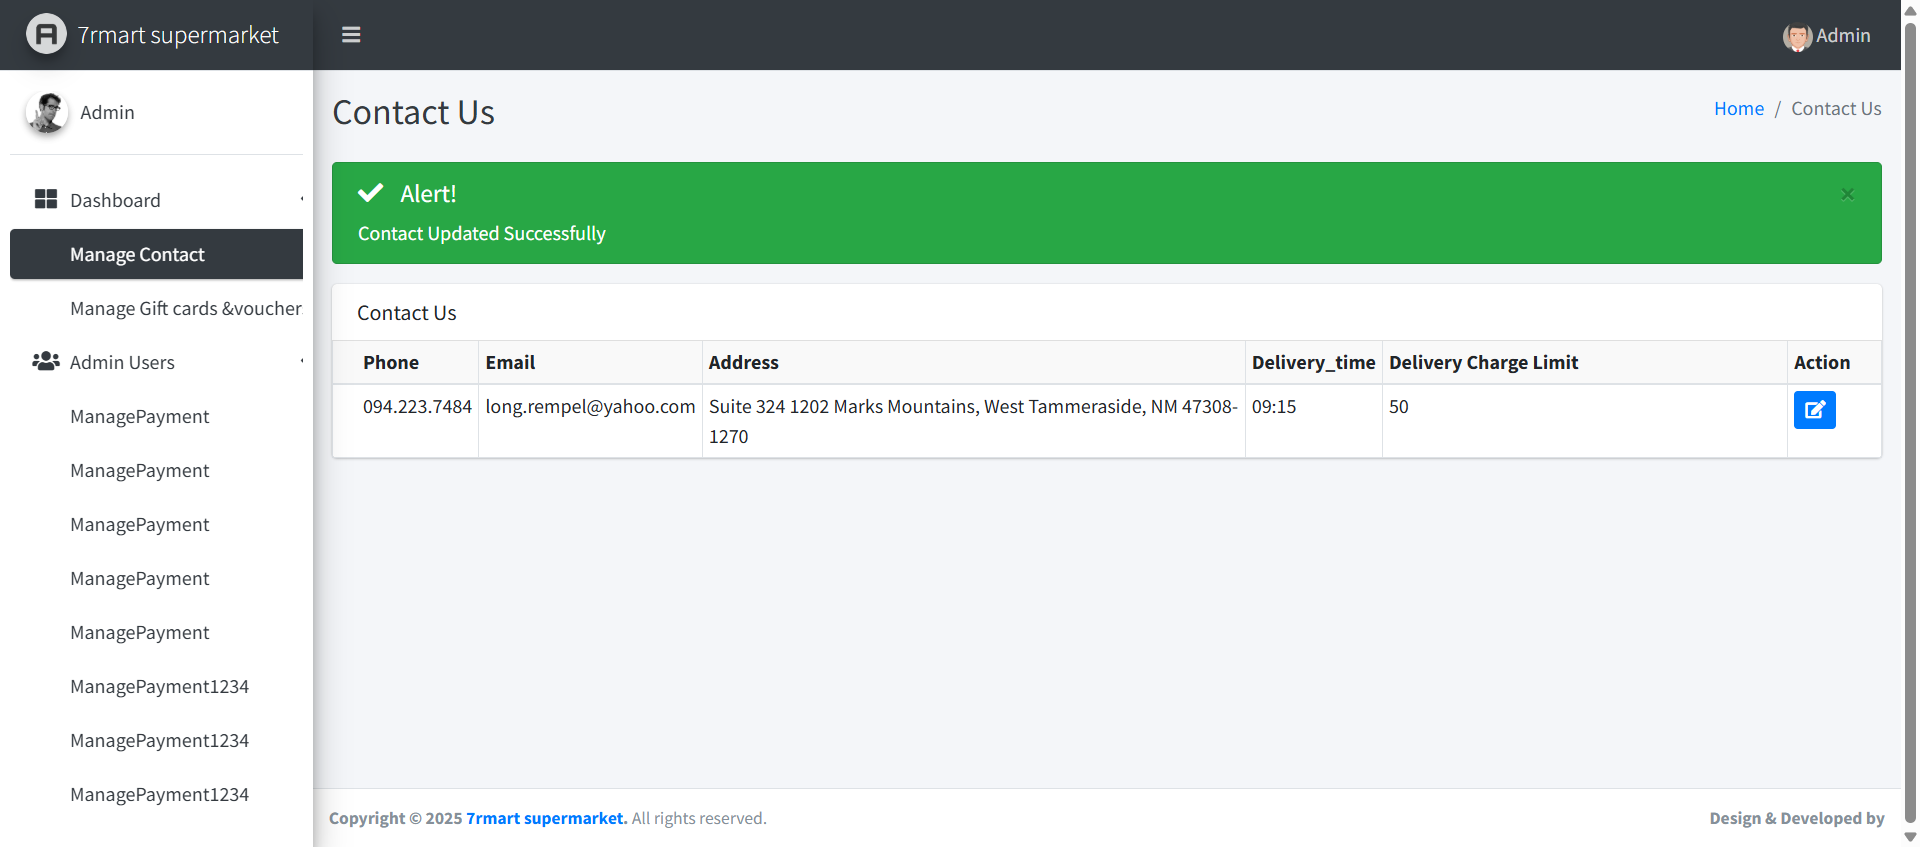 7rmart supermarket
Admin
Admin
Contact Us
Home / Contact Us
Alert!
×
Contact Updated Successfully
Dashboard
Manage Contact
Manage Gift cards &voucher
Admin Users
ManagePayment
ManagePayment
ManagePayment
ManagePayment
ManagePayment
ManagePayment1234
ManagePayment1234
ManagePayment1234
Contact Us
Phone Email Address Delivery_time Delivery Charge Limit Action
094.223.7484 long.rempel@yahoo.com Suite 324 1202 Marks Mountains, West Tammeraside, NM 47308- 09:15 50
1270
Copyright © 2025 7rmart supermarket. All rights reserved.
Design & Developed by